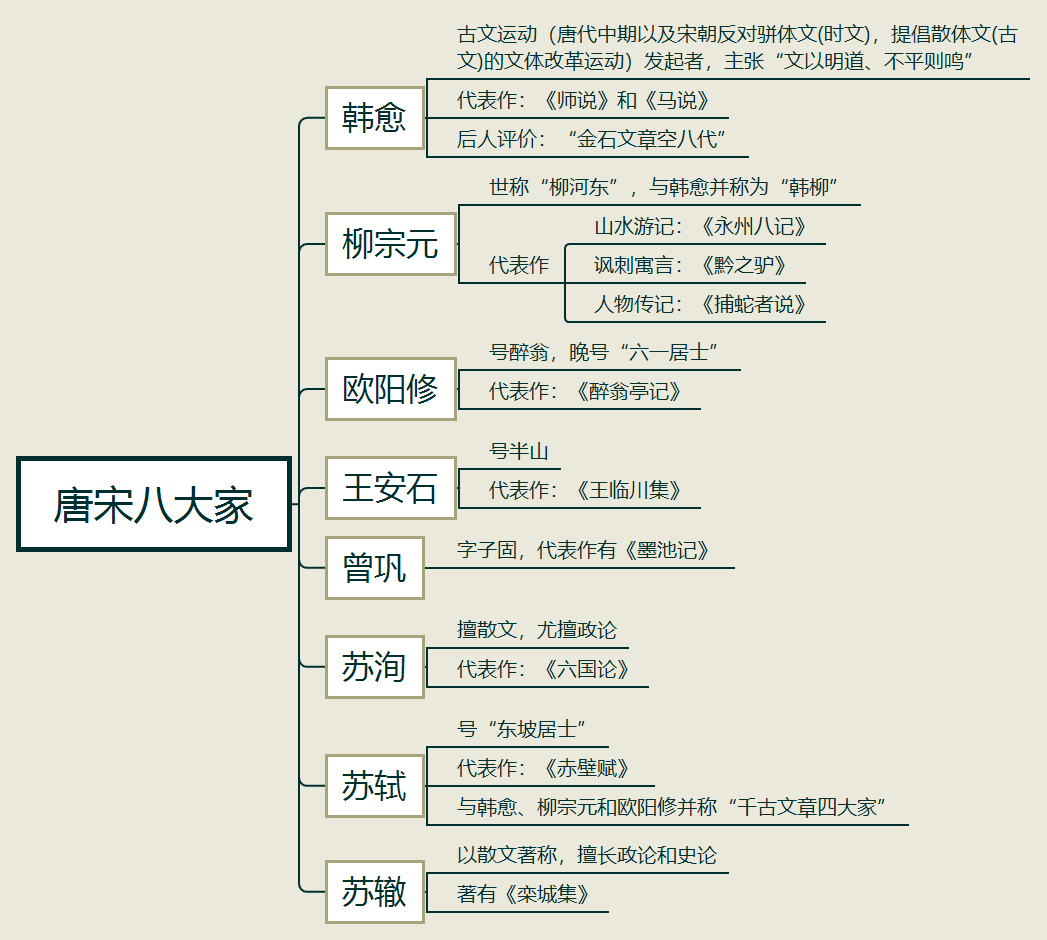 唐宋八大家
韩愈
古文运动（唐代中期以及宋朝反对骈体文(时文)，提倡散体文(古
文)的文体改革运动）发起者，主张“文以明道、不平则鸣”
代表作：《师说》和《马说》
后人评价：“金石文章空八代”
柳宗元
世称“柳河东”，与韩愈并称为“韩柳”
代表作
山水游记：《永州八记》
讽刺寓言：《黔之驴》
人物传记：《捕蛇者说》
欧阳修
号醉翁，晚号“六一居士”
代表作：《醉翁亭记》
王安石
号半山
代表作：《王临川集》
曾巩
字子固，代表作有《墨池记》
苏洵
擅散文，尤擅政论
代表作：《六国论》
苏轼
号“东坡居士”
代表作：《赤壁赋》
与韩愈、柳宗元和欧阳修并称“千古文章四大家”
苏辙
以散文著称，擅长政论和史论
著有《栾城集》